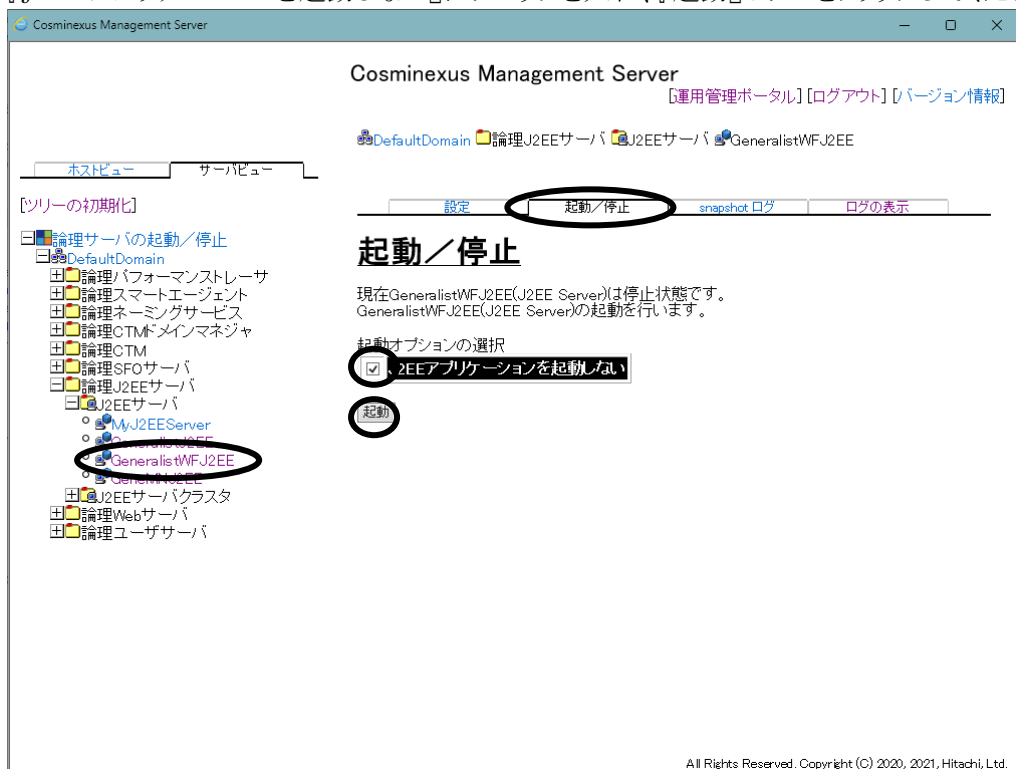 Cosminexus Management Server
Cosminexus Management Server
[運用管理ポータル] [ログアウト] [バージョン情報]
DefaultDomain 論理J2EEサーバ J2EEサーバ GeneralistWFJ2EE
ホストビュー サーバビュー
[ツリーの初期化]
設定 起動／停止 snapshot ログ ログの表示
論理サーバの起動／停止
DefaultDomain
論理パフォーマンストレーサ
論理スマートエージェント
論理ネーミングサービス
論理CTMドメインマネジャ
論理CTM
論理SFOサーバ
論理J2EEサーバ
J2EEサーバ
MyJ2EEServer
GeneralistJ2EE
GeneralistWFJ2EE
J2EEサーバクラスタ
論理Webサーバ
論理ユーザサーバ
起動／停止
現在GeneralistWFJ2EE(J2EE Server)は停止状態です。
GeneralistWFJ2EE(J2EE Server)の起動を行います。
起動オプションの選択
2EEアプリケーションを起動しない
起動
All Rights Reserved. Copyright (C) 2020, 2021, Hitachi, Ltd.